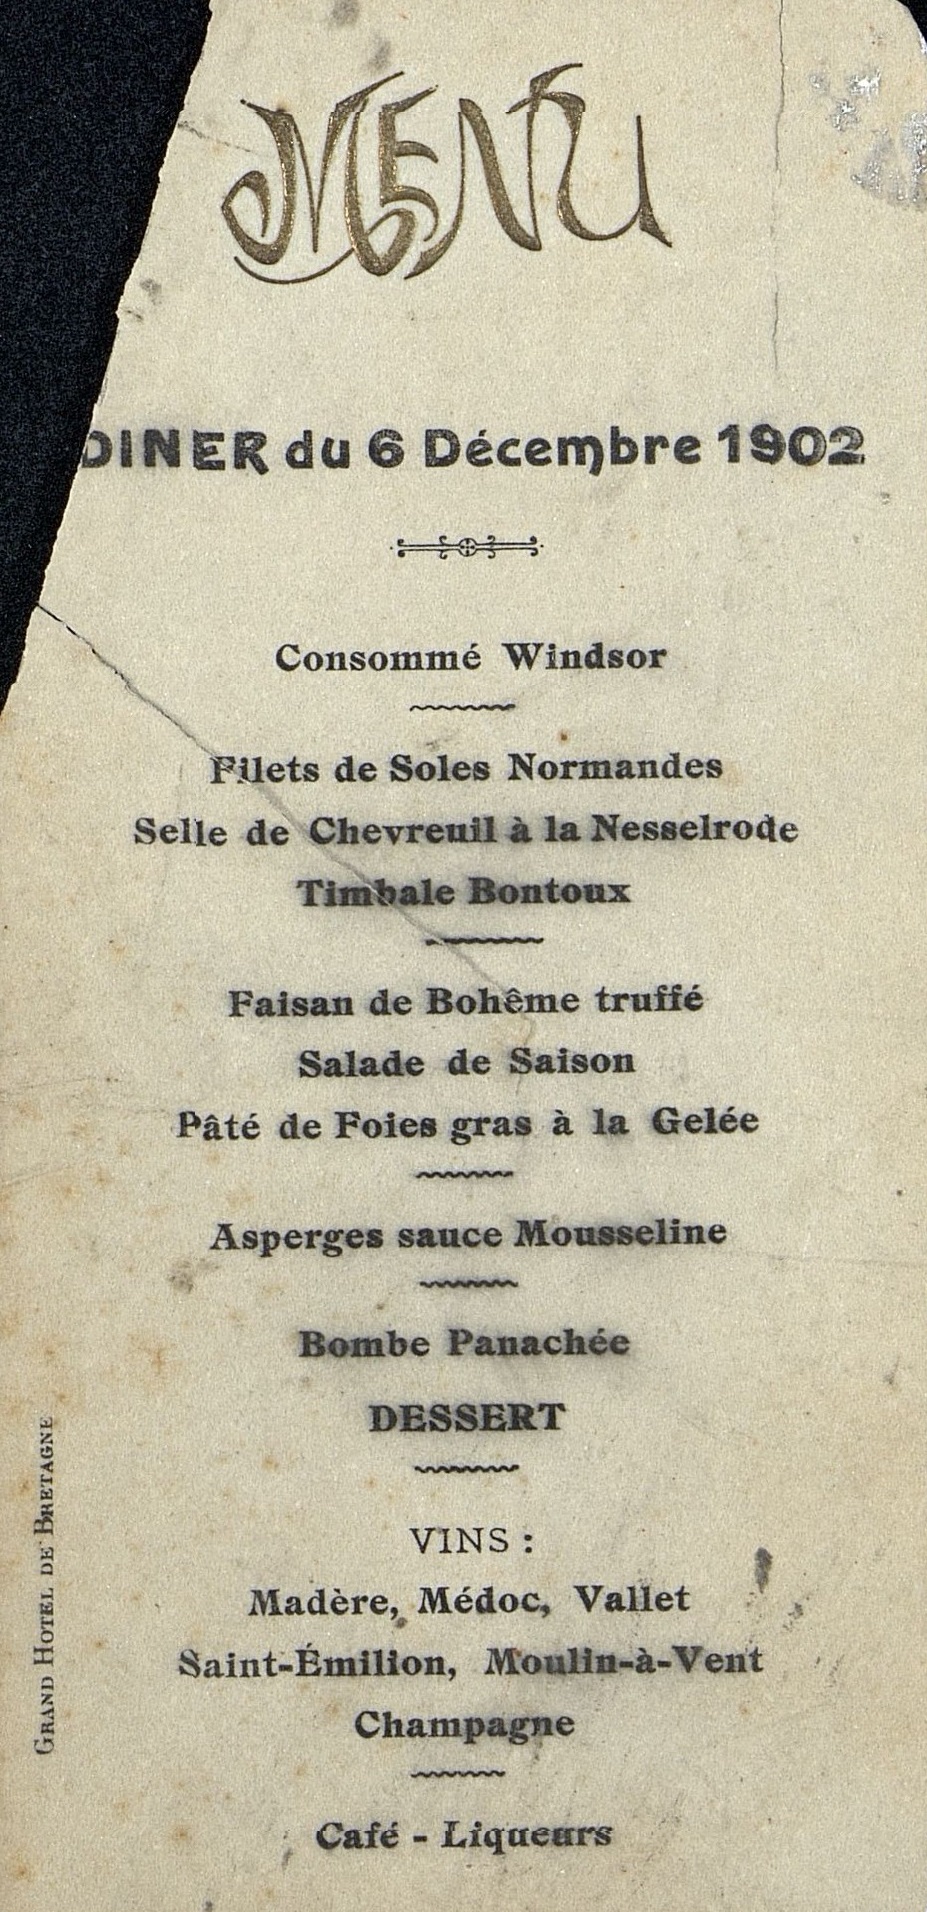 MENU
DINER du 6 Décembre 1902
Consommé Windsor
Filets de Soles Normandes
Selle de Chevreuil à la Nesselrode
Timbale Bontoux
Faisan de Bohême truffé
Salade de Saison
Pâté de Foies gras à la Gelée
Asperges sauce Mousseline
Bombe Panachée
DESSERT
VINS :
Madère, Médoc, Vallet
Saint-Émilion, Moulin-à-Vent
Champagne
Café - Liqueurs
GRAND HOTEL DE BRETAGNE